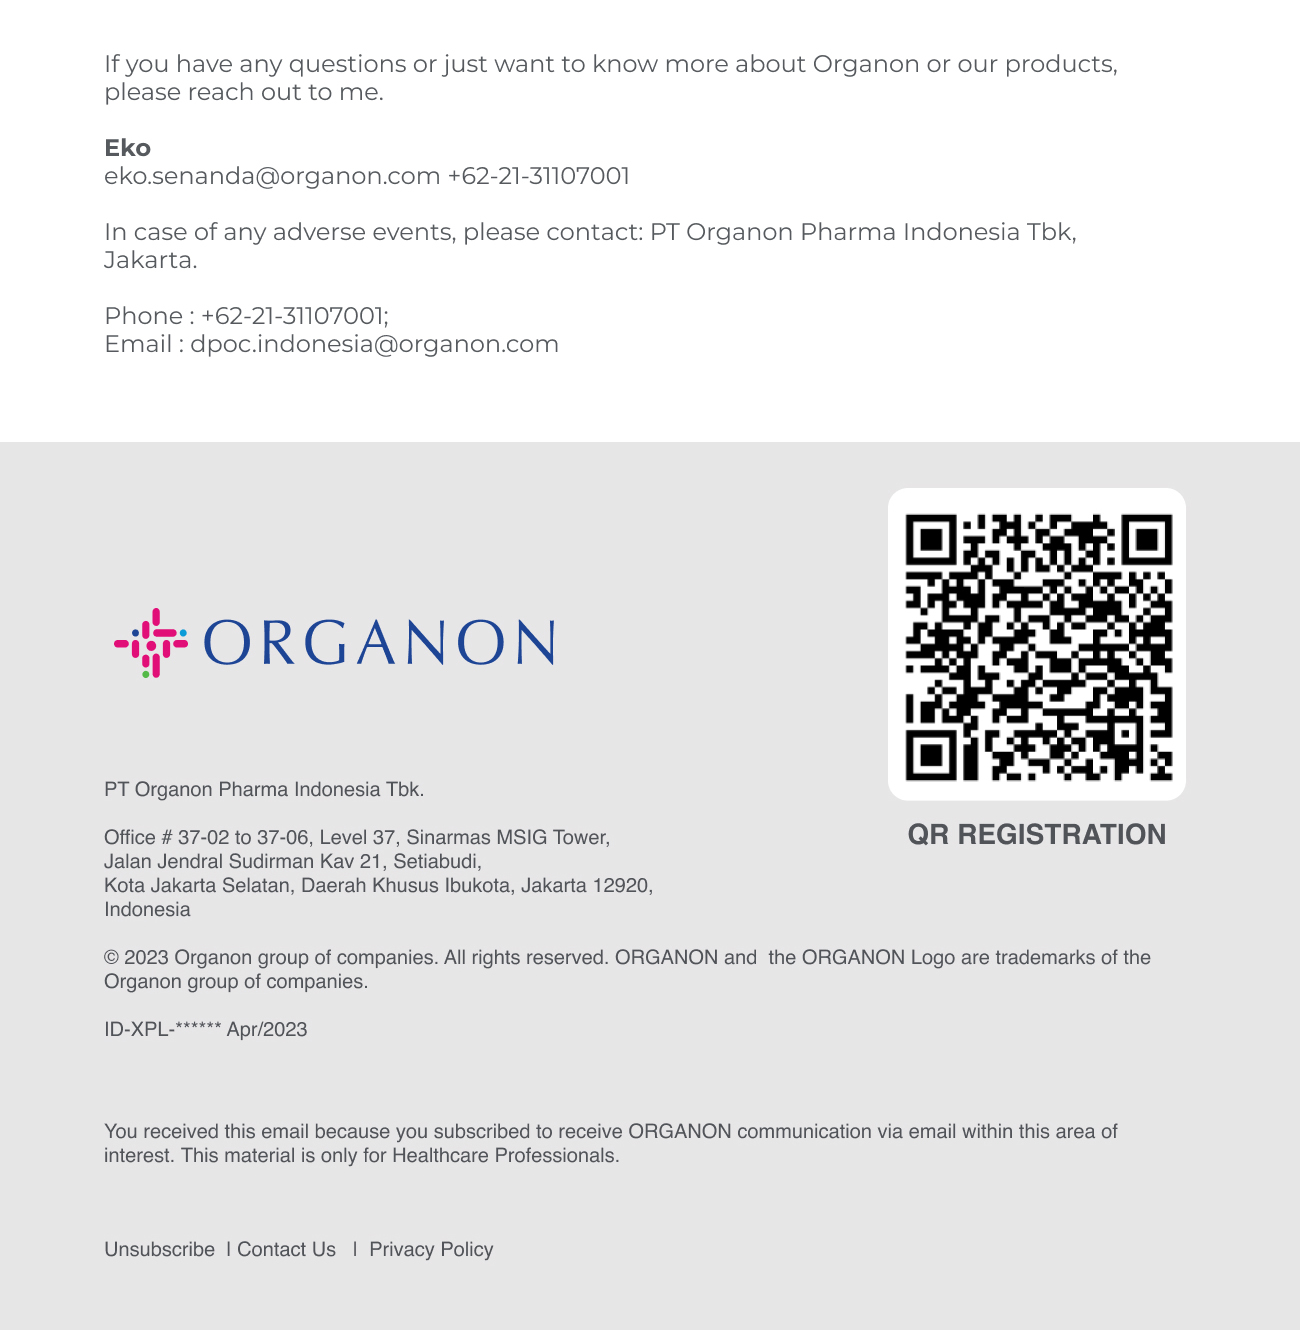 If you have any questions or just want to know more about Organon or our products,
please reach out to me.
Eko
eko.senanda@organon.com +62-21-31107001
In case of any adverse events, please contact: PT Organon Pharma Indonesia Tbk,
Jakarta.
Phone : +62-21-31107001;
Email : dpoc.indonesia@organon.com
ORGANON
QR REGISTRATION
PT Organon Pharma Indonesia Tbk.
Office # 37-02 to 37-06, Level 37, Sinarmas MSIG Tower,
Jalan Jendral Sudirman Kav 21, Setiabudi,
Kota Jakarta Selatan, Daerah Khusus Ibukota, Jakarta 12920,
Indonesia
© 2023 Organon group of companies. All rights reserved. ORGANON and  the ORGANON Logo are trademarks of the
Organon group of companies.
ID-XPL-****** Apr/2023
You received this email because you subscribed to receive ORGANON communication via email within this area of
interest. This material is only for Healthcare Professionals.
Unsubscribe  I Contact Us   I  Privacy Policy